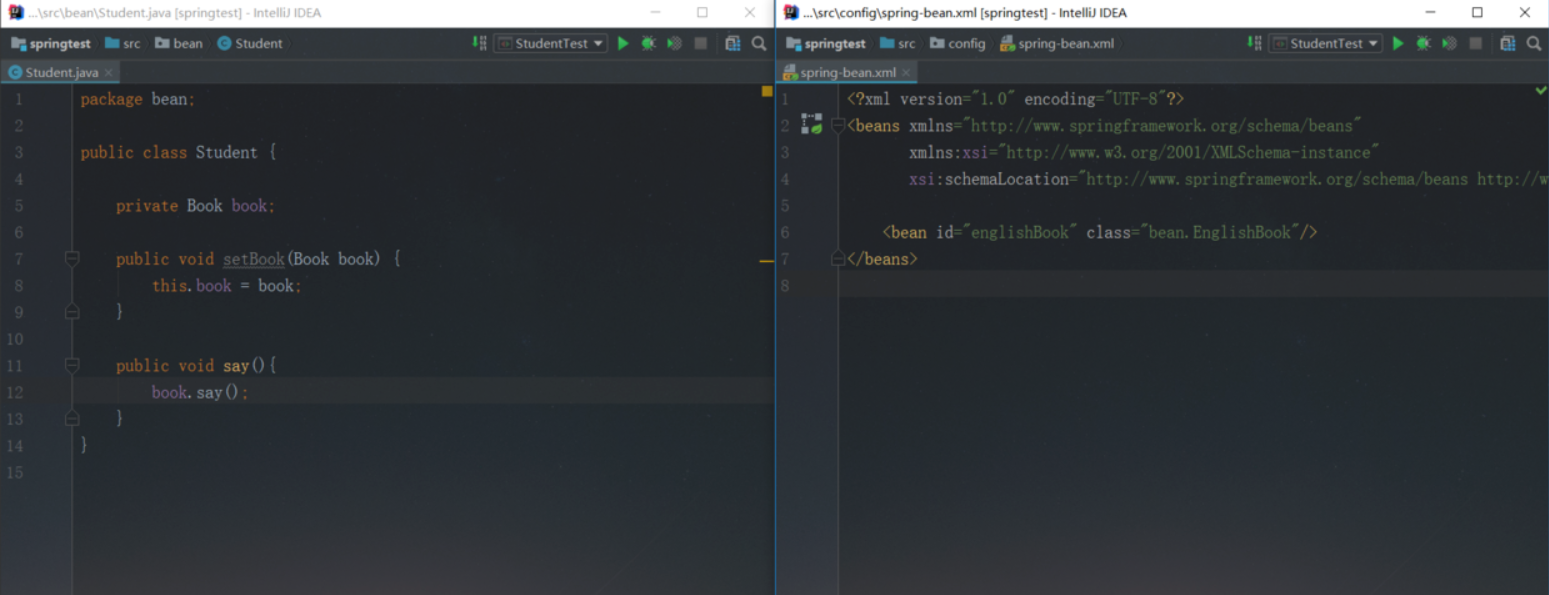 ...\src\bean\Student.java [springtest] - IntelliJ IDEA
springtest src bean Student StudentTest
Student.java
1 package bean;
2
3 public class Student {
4
5 private Book book;
6
7 public void setBook(Book book) {
8 this.book = book;
9 }
10
11 public void say(){
12 book.say();
13 }
14 }
15
...\src\config\spring-bean.xml [springtest] - IntelliJ IDEA
springtest src config spring-bean.xml StudentTest
spring-bean.xml
1 <?xml version="1.0" encoding="UTF-8"?>
2 <beans xmlns="http://www.springframework.org/schema/beans"
3 xmlns:xsi="http://www.w3.org/2001/XMLSchema-instance"
4 xsi:schemaLocation="http://www.springframework.org/schema/beans http://w
5
6 <bean id="englishBook" class="bean.EnglishBook"/>
7 </beans>
8